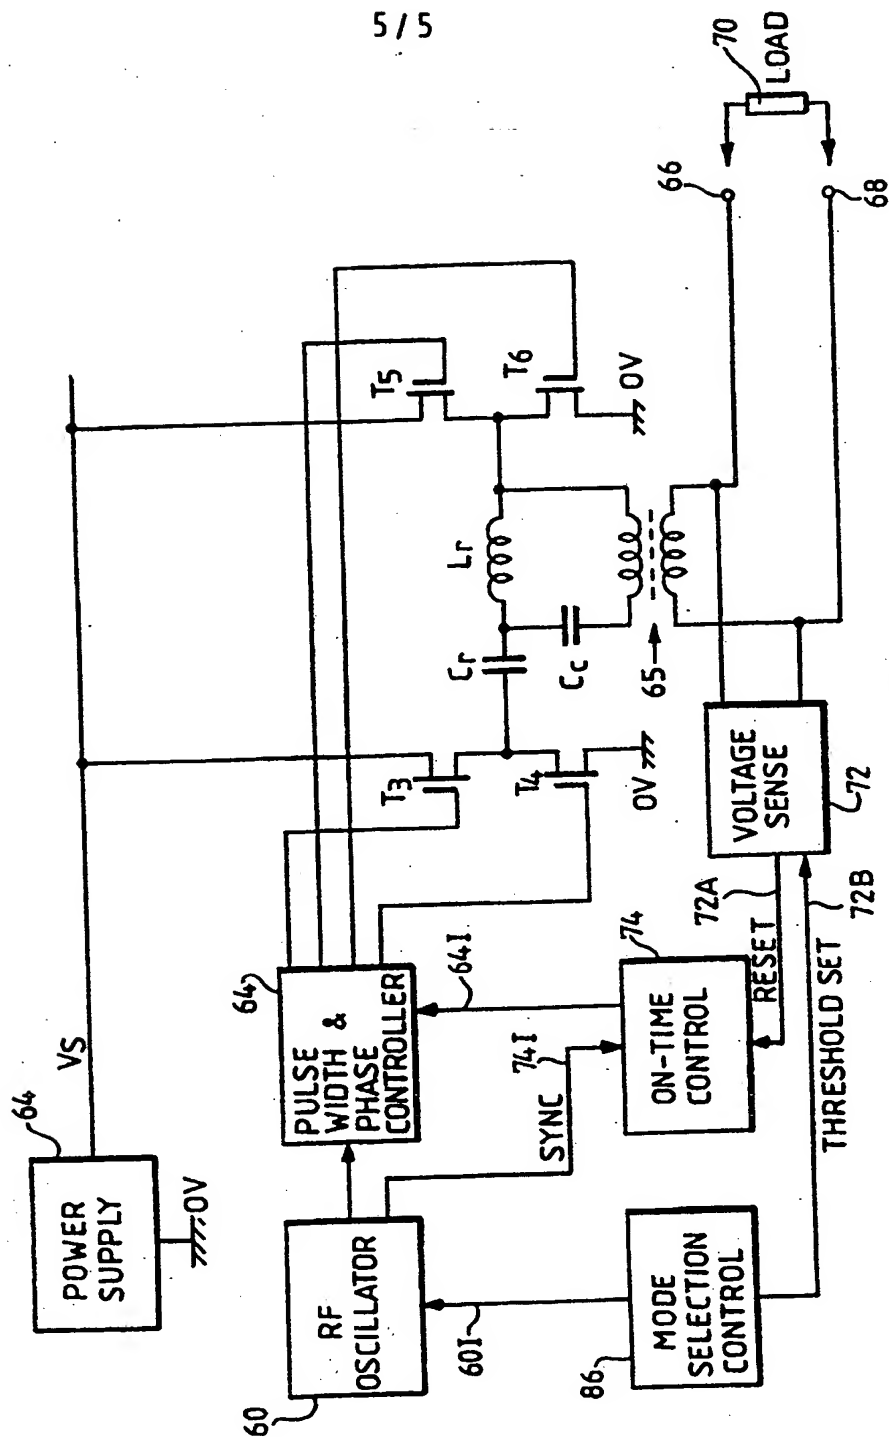 5/5
64
POWER
SUPPLY
VS
0V
60
RF
OSCILLATOR
60I
86
MODE
SELECTION
CONTROL
64
PULSE
WIDTH &
PHASE
CONTROLLER
64I
SYNC
74I
74
ON-TIME
CONTROL
RESET
72A
THRESHOLD SET
72B
VOLTAGE
SENSE
72
T3
T4
0V
Cr
Lr
Cc
65
T5
T6
0V
66
68
70
LOAD